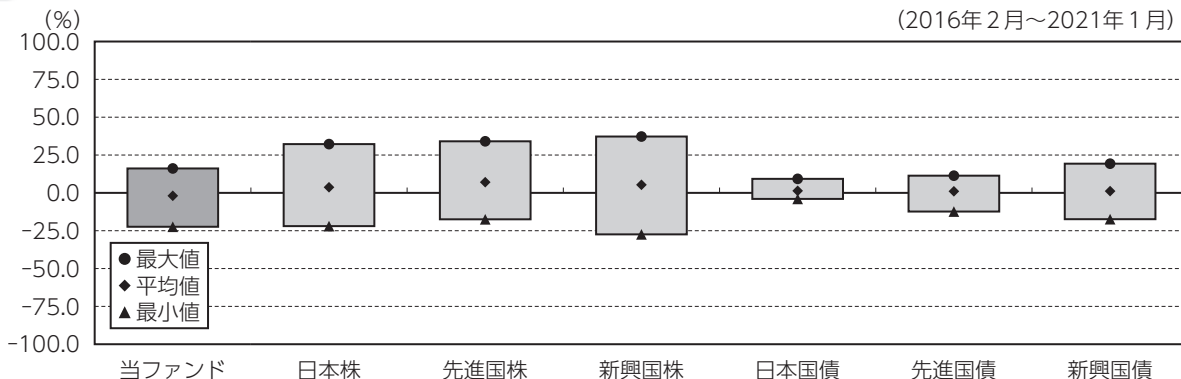 (%)
(2016年2月～2021年1月)
100.0
75.0
50.0
25.0
0.0
-25.0
-50.0
-75.0
-100.0
●最大値
◆平均値
▲最小値
当ファンド 日本株 先進国株 新興国株 日本国債 先進国債 新興国債